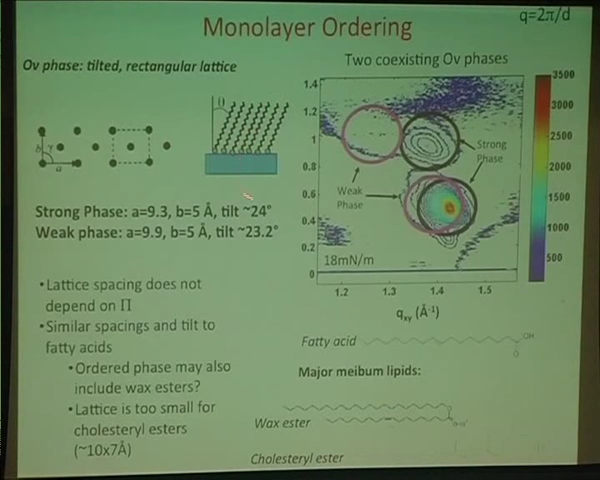 q=2π/d
Monolayer Ordering
Ov phase: tilted, rectangular lattice
Two coexisting Ov phases
θ
b
γ
a
1.4
1.2
1
0.8
0.6
0.4
0.2
0
Strong
Phase
Weak
Phase
18mN/m
1.2
1.3
1.4
1.5
qxy (Å-1)
3500
3000
2500
2000
1500
1000
500
Strong Phase: a=9.3, b=5 Å, tilt ~24°
Weak phase: a=9.9, b=5 Å, tilt ~23.2°
•Lattice spacing does not
depend on Π
•Similar spacings and tilt to
fatty acids
•Ordered phase may also
include wax esters?
•Lattice is too small for
cholesteryl esters
(~10x7Å)
Fatty acid
OH
O
Major meibum lipids:
Wax ester
Cholesteryl ester